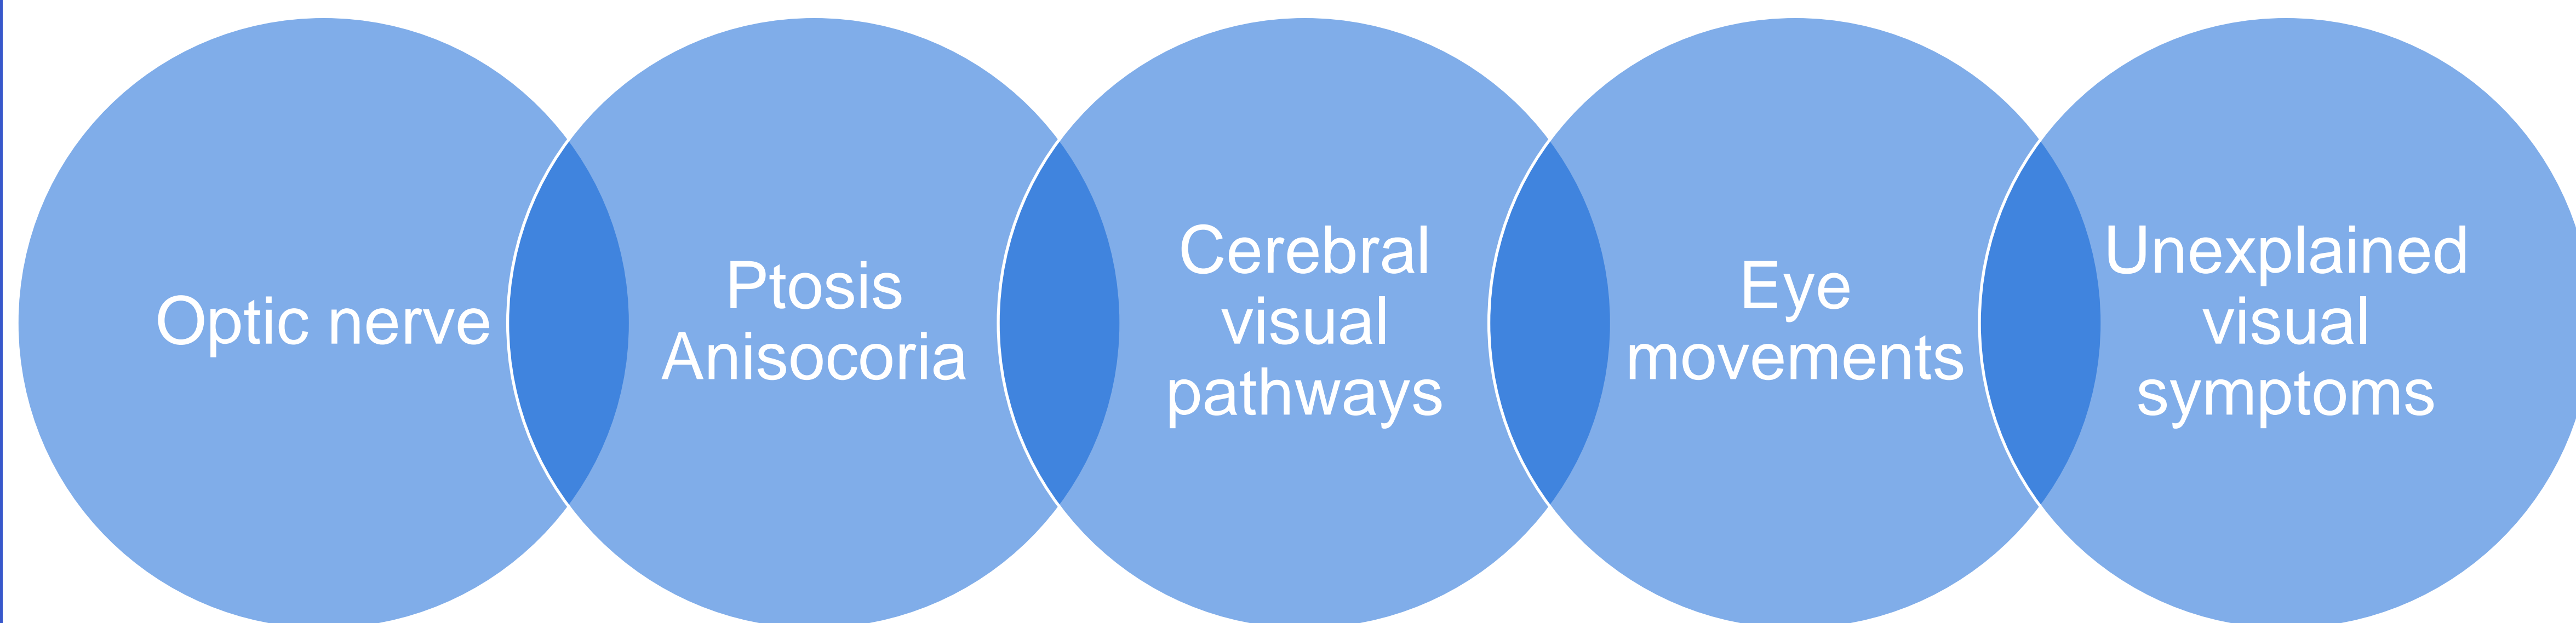 Optic nerve
Ptosis
Anisocoria
Cerebral
visual
pathways
Eye
movements
Unexplained
visual
symptoms